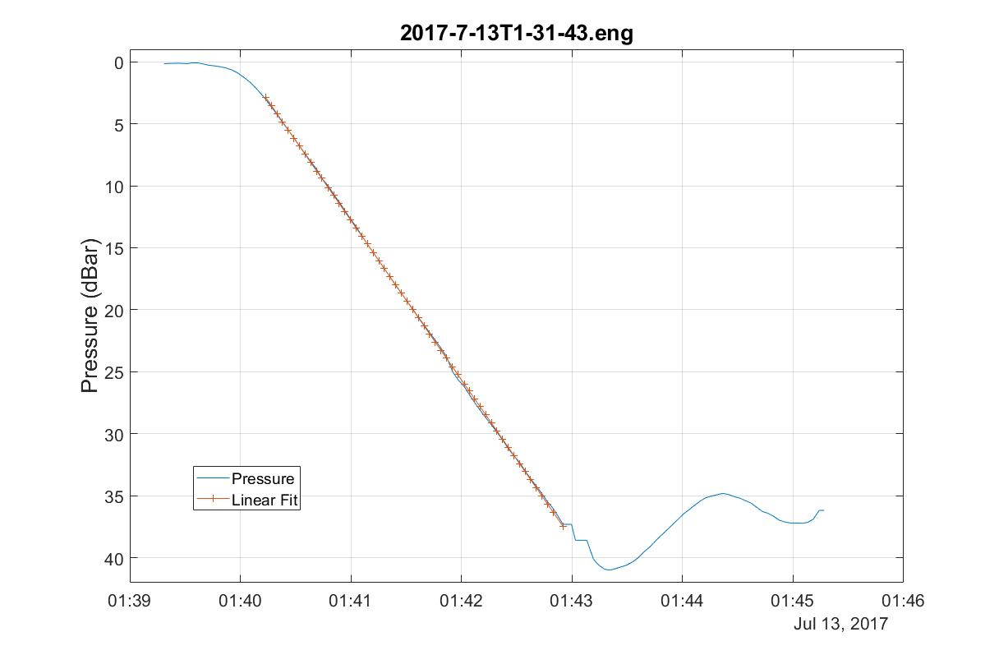 2017-7-13T1-31-43.eng
0
5
10
15
20
25
30
35
40
Pressure (dBar)
Pressure
Linear Fit
01:39 01:40 01:41 01:42 01:43 01:44 01:45 01:46
Jul 13, 2017